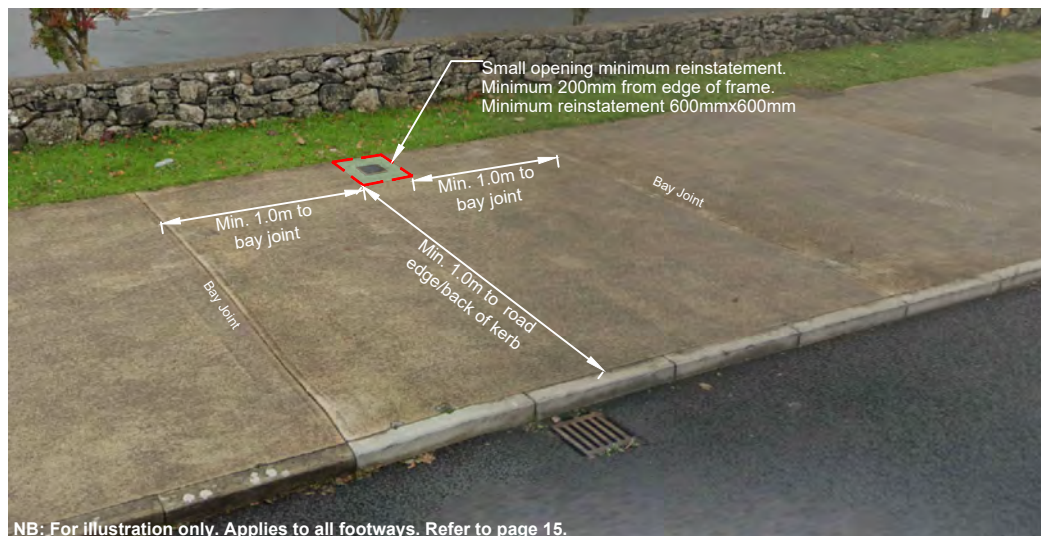 Small opening minimum reinstatement.
Minimum 200mm from edge of frame.
Minimum reinstatement 600mmx600mm
Min. 1.0m to
bay joint
Min. 1.0m to
bay joint
Bay Joint
Min. 1.0m to road
edge/back of kerb
Bay Joint
NB: For illustration only. Applies to all footways. Refer to page 15.